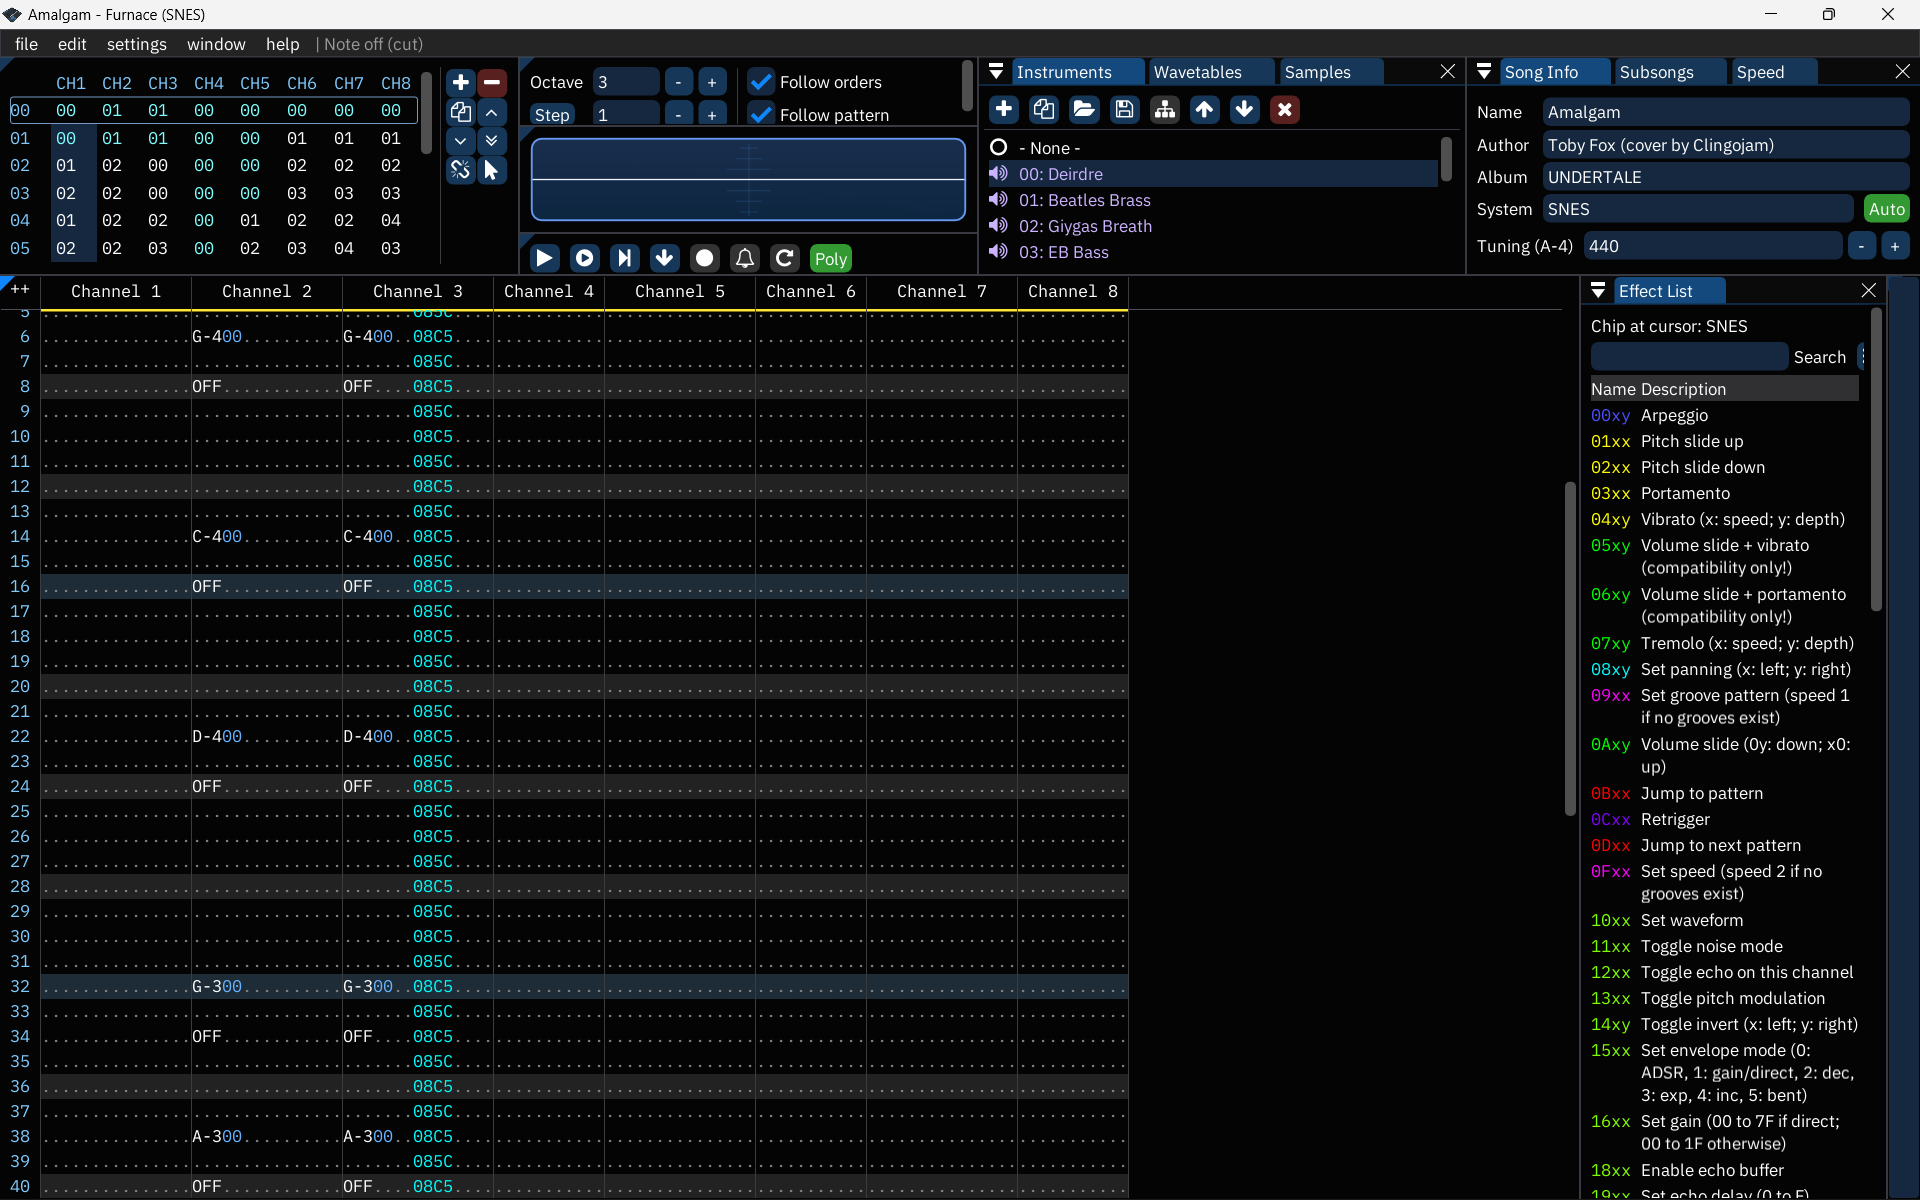 Amalgam - Furnace (SNES)
file edit settings window help | Note off (cut)
CH1 CH2 CH3 CH4 CH5 CH6 CH7 CH8
00 00 01 01 00 00 00 00 00
01 00 01 01 00 00 01 01 01
02 01 02 00 00 00 02 02 02
03 02 02 00 00 00 03 03 03
04 01 02 02 00 01 02 02 04
05 02 02 03 00 02 03 04 03
Octave 3 - +
Step 1 - +
Follow orders
Follow pattern
Poly
Instruments Wavetables Samples
- None -
00: Deirdre
01: Beatles Brass
02: Giygas Breath
03: EB Bass
Song Info Subsongs Speed
Name Amalgam
Author Toby Fox (cover by Clingojam)
Album UNDERTALE
System SNES Auto
Tuning (A-4) 440 - +
++ Channel 1 Channel 2 Channel 3 Channel 4 Channel 5 Channel 6 Channel 7 Channel 8
5 085C
6 G-400 G-400 08C5
7 085C
8 OFF OFF 08C5
9 085C
10 08C5
11 085C
12 08C5
13 085C
14 C-400 C-400 08C5
15 085C
16 OFF OFF 08C5
17 085C
18 08C5
19 085C
20 08C5
21 085C
22 D-400 D-400 08C5
23 085C
24 OFF OFF 08C5
25 085C
26 08C5
27 085C
28 08C5
29 085C
30 08C5
31 085C
32 G-300 G-300 08C5
33 085C
34 OFF OFF 08C5
35 085C
36 08C5
37 085C
38 A-300 A-300 08C5
39 085C
40 OFF OFF 08C5
Effect List
Chip at cursor: SNES
Search
Name Description
00xy Arpeggio
01xx Pitch slide up
02xx Pitch slide down
03xx Portamento
04xy Vibrato (x: speed; y: depth)
05xy Volume slide + vibrato
(compatibility only!)
06xy Volume slide + portamento
(compatibility only!)
07xy Tremolo (x: speed; y: depth)
08xy Set panning (x: left; y: right)
09xx Set groove pattern (speed 1
if no grooves exist)
0Axy Volume slide (0y: down; x0:
up)
0Bxx Jump to pattern
0Cxx Retrigger
0Dxx Jump to next pattern
0Fxx Set speed (speed 2 if no
grooves exist)
10xx Set waveform
11xx Toggle noise mode
12xx Toggle echo on this channel
13xx Toggle pitch modulation
14xy Toggle invert (x: left; y: right)
15xx Set envelope mode (0:
ADSR, 1: gain/direct, 2: dec,
3: exp, 4: inc, 5: bent)
16xx Set gain (00 to 7F if direct;
00 to 1F otherwise)
18xx Enable echo buffer
19xx Set echo delay (0 to F)